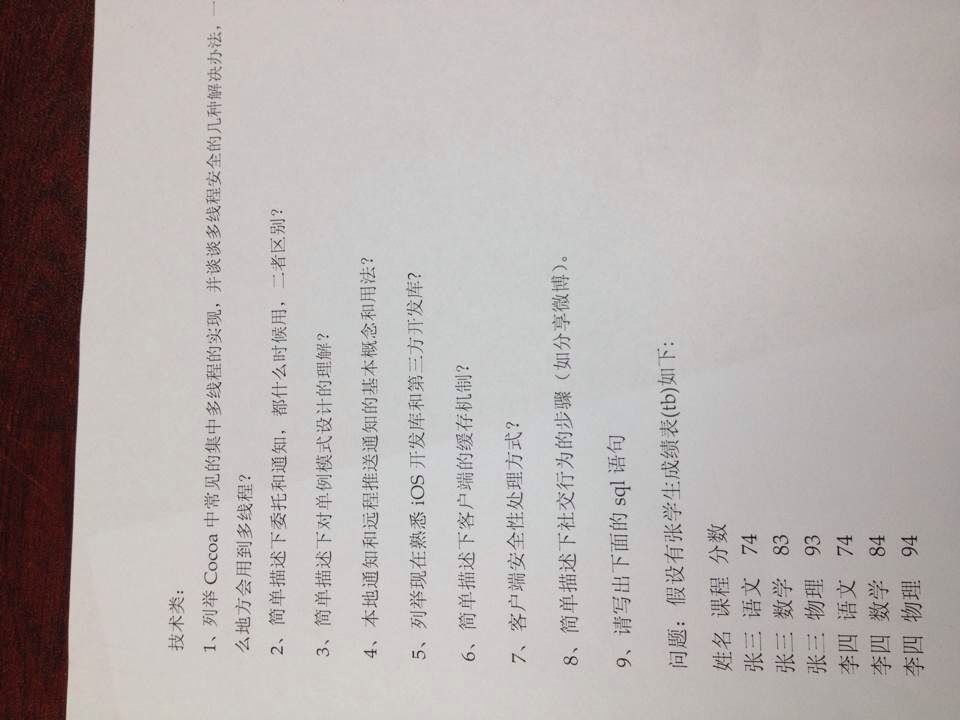 技术类：
1、列举 Cocoa 中常见的集中多线程的实现，并谈谈多线程安全的几种解决办法，一
么地方会用到多线程？
2、简单描述下委托和通知，都什么时候用，二者区别？
3、简单描述下对单例模式设计的理解？
4、本地通知和远程推送通知的基本概念和用法？
5、列举现在熟悉 iOS 开发库和第三方开发库？
6、简单描述下客户端的缓存机制？
7、客户端安全性处理方式？
8、简单描述下社交行为的步骤（如分享微博）。
9、请写出下面的 sql 语句
问题：假设有张学生成绩表(tb)如下:
姓名 课程 分数
张三 语文 74
张三 数学 83
张三 物理 93
李四 语文 74
李四 数学 84
李四 物理 94